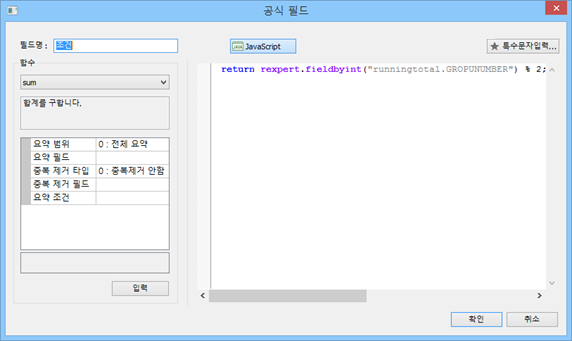 공식 필드
필드명 : 조건
JavaScript
★ 특수문자입력...
함수
sum
합계를 구합니다.
요약 범위 0 : 전체 요약
요약 필드
중복 제거 타입 0 : 중복제거 안함
중복 제거 필드
요약 조건
입력
return rexpert.fieldbyint("runningtotal.GROPUNUMBER") % 2;
확인
취소